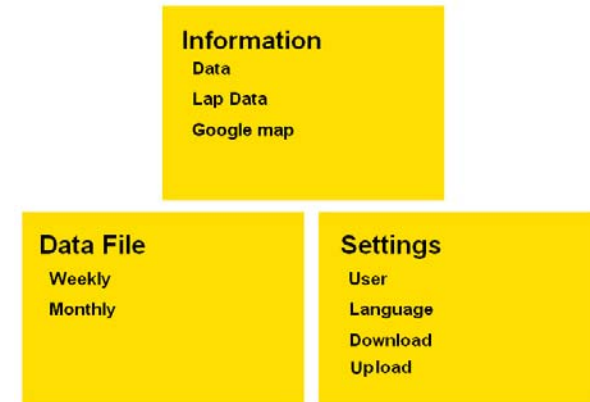 Information
Data
Lap Data
Google map
Data File
Weekly
Monthly
Settings
User
Language
Download
Upload